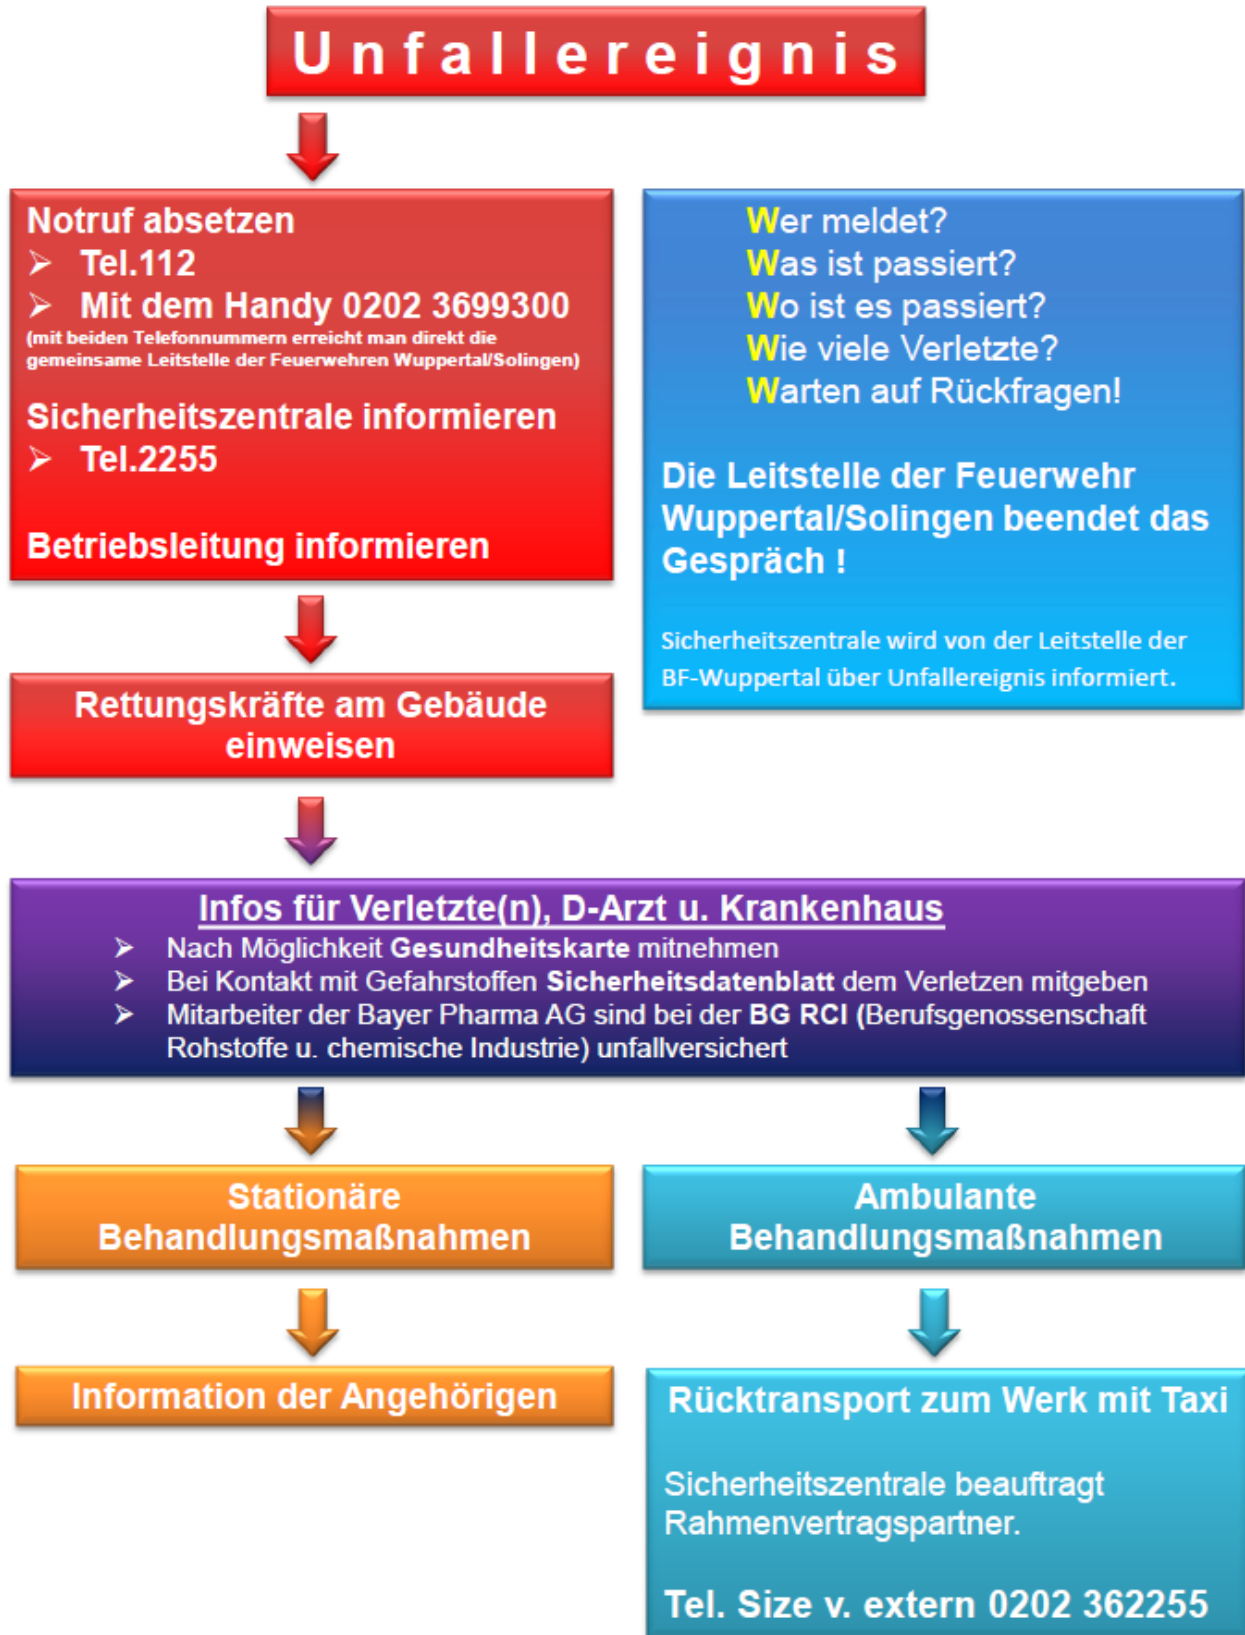 Unfallereignis
Notruf absetzen
➢ Tel.112
➢ Mit dem Handy 0202 3699300
(mit beiden Telefonnummern erreicht man direkt die
gemeinsame Leitstelle der Feuerwehren Wuppertal/Solingen)
Sicherheitszentrale informieren
➢ Tel.2255
Betriebsleitung informieren
Wer meldet?
Was ist passiert?
Wo ist es passiert?
Wie viele Verletzte?
Warten auf Rückfragen!
Die Leitstelle der Feuerwehr
Wuppertal/Solingen beendet das
Gespräch !
Sicherheitszentrale wird von der Leitstelle der
BF-Wuppertal über Unfallereignis informiert.
Rettungskräfte am Gebäude
einweisen
Infos für Verletzte(n), D-Arzt u. Krankenhaus
➢ Nach Möglichkeit Gesundheitskarte mitnehmen
➢ Bei Kontakt mit Gefahrstoffen Sicherheitsdatenblatt dem Verletzen mitgeben
➢ Mitarbeiter der Bayer Pharma AG sind bei der BG RCI (Berufsgenossenschaft
Rohstoffe u. chemische Industrie) unfallversichert
Stationäre
Behandlungsmaßnahmen
Information der Angehörigen
Ambulante
Behandlungsmaßnahmen
Rücktransport zum Werk mit Taxi
Sicherheitszentrale beauftragt
Rahmenvertragspartner.
Tel. Size v. extern 0202 362255